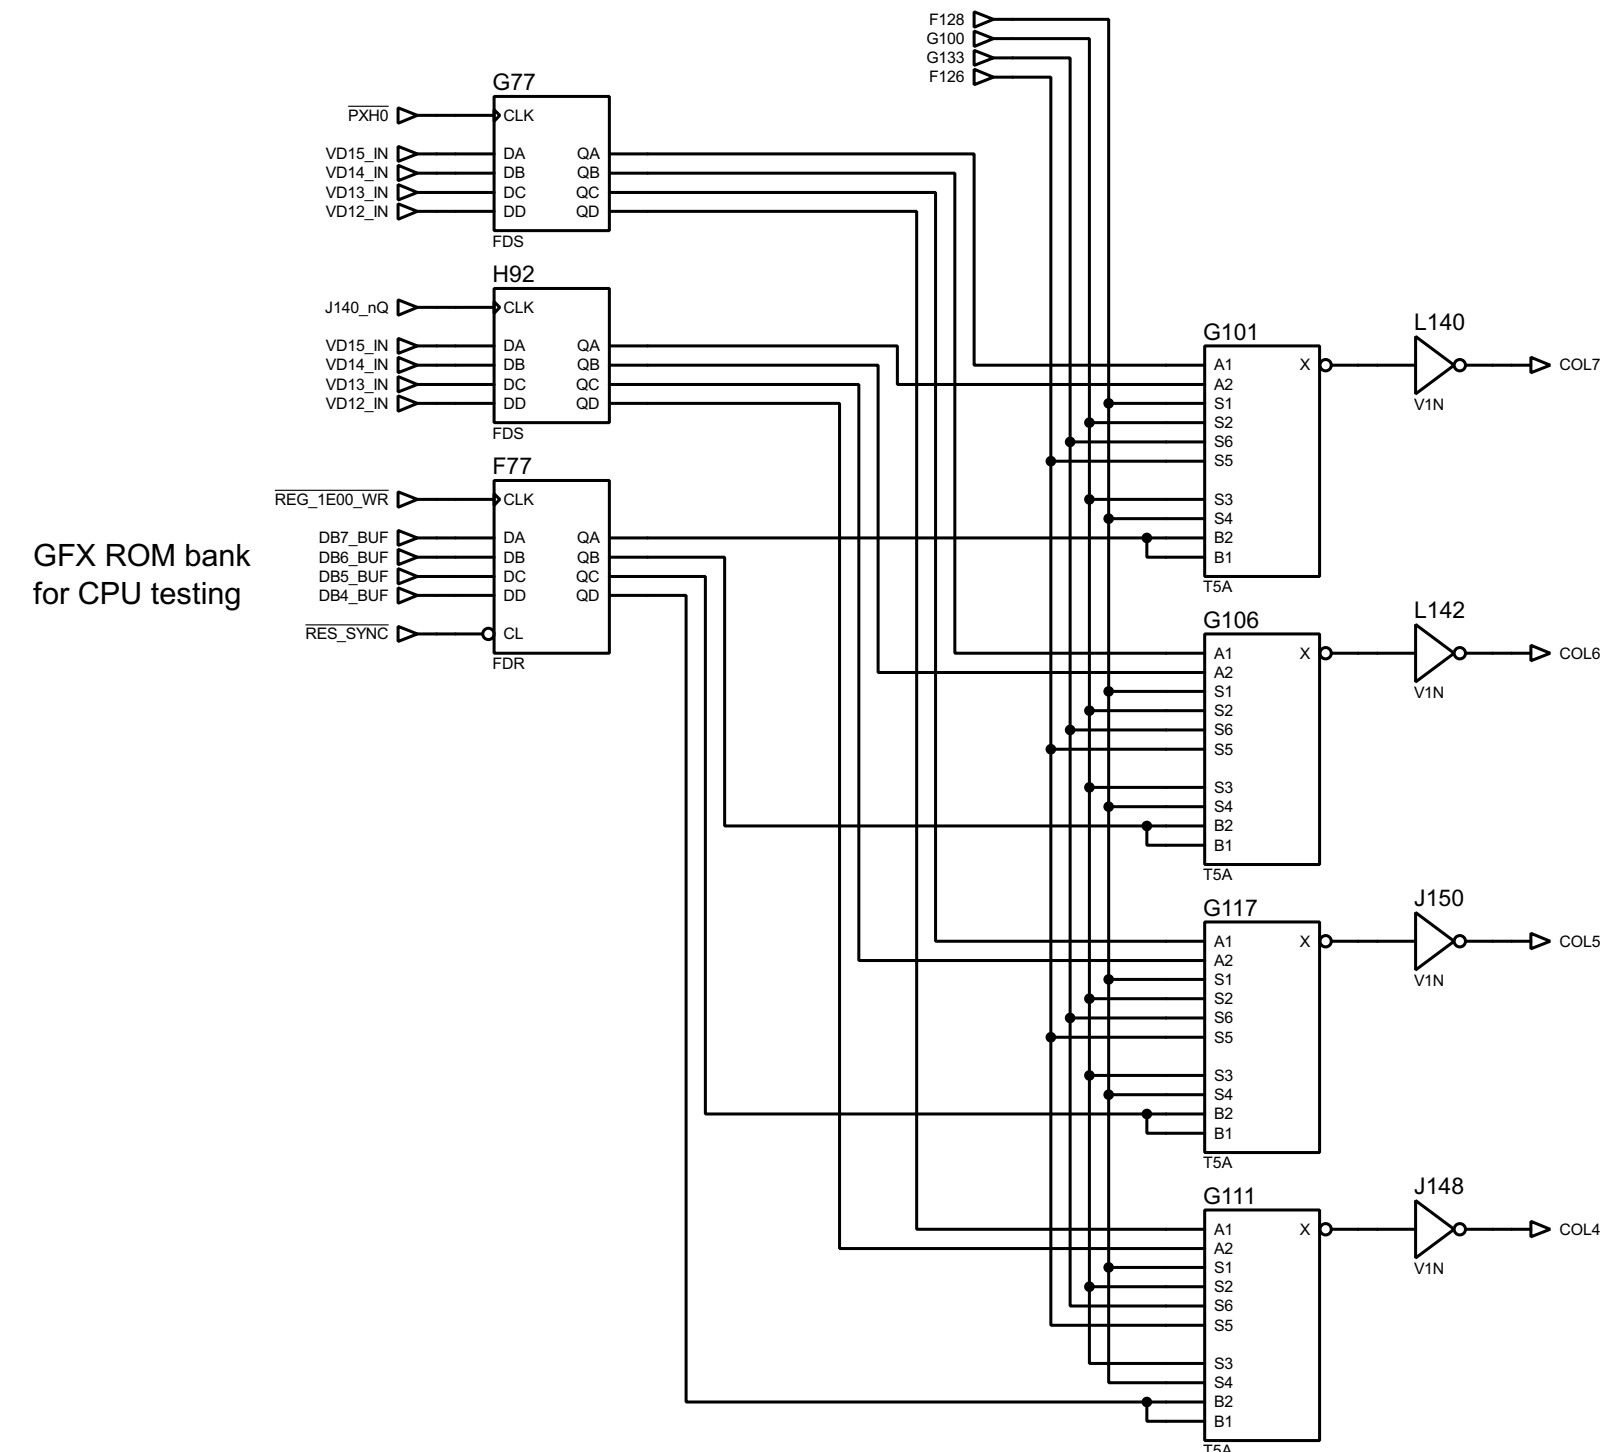 F128
G100
G133
F126
G77
PXH0
CLK
VD15_IN DA QA
VD14_IN DB QB
VD13_IN DC QC
VD12_IN DD QD
FDS
H92
J140_nQ CLK
VD15_IN DA QA
VD14_IN DB QB
VD13_IN DC QC
VD12_IN DD QD
FDS
F77
REG_1E00_WR CLK
DB7_BUF DA QA
DB6_BUF DB QB
DB5_BUF DC QC
DB4_BUF DD QD
RES_SYNC CL
FDR
GFX ROM bank
for CPU testing
G101
L140
A1 X
COL7
A2
S1
V1N
S2
S6
S5
S3
S4
B2
B1
T5A
G106
L142
A1 X
COL6
A2
S1
V1N
S2
S6
S5
S3
S4
B2
B1
T5A
G117
J150
A1 X
COL5
A2
S1
V1N
S2
S6
S5
S3
S4
B2
B1
T5A
G111
J148
A1 X
COL4
A2
S1
V1N
S2
S6
S5
S3
S4
B2
B1
T5A